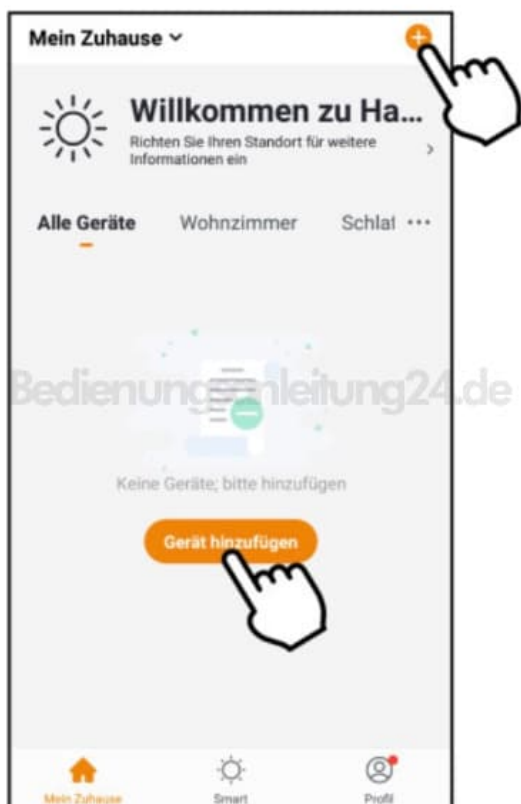 Mein Zuhause
Willkommen zu Ha...
Richten Sie Ihren Standort für weitere
Informationen ein
Alle Geräte Wohnzimmer Schlaf ...
Bedienungsanleitung24.de
Keine Geräte; bitte hinzufügen
Gerät hinzufügen
Mein Zuhause Smart Profil